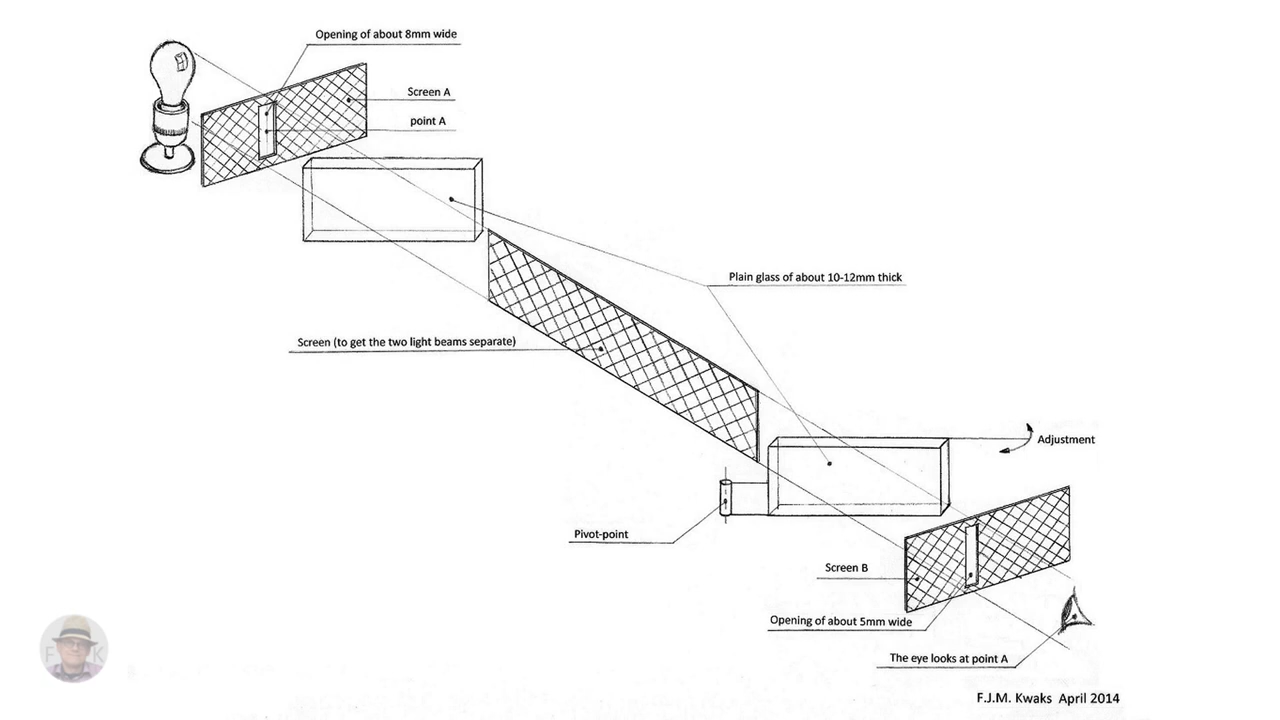 Opening of about 8mm wide
Screen A
point A
Plain glass of about 10-12mm thick
Screen (to get the two light beams separate)
Adjustment
Pivot-point
Screen B
Opening of about 5mm wide
The eye looks at point A
F K
F.J.M. Kwaks April 2014